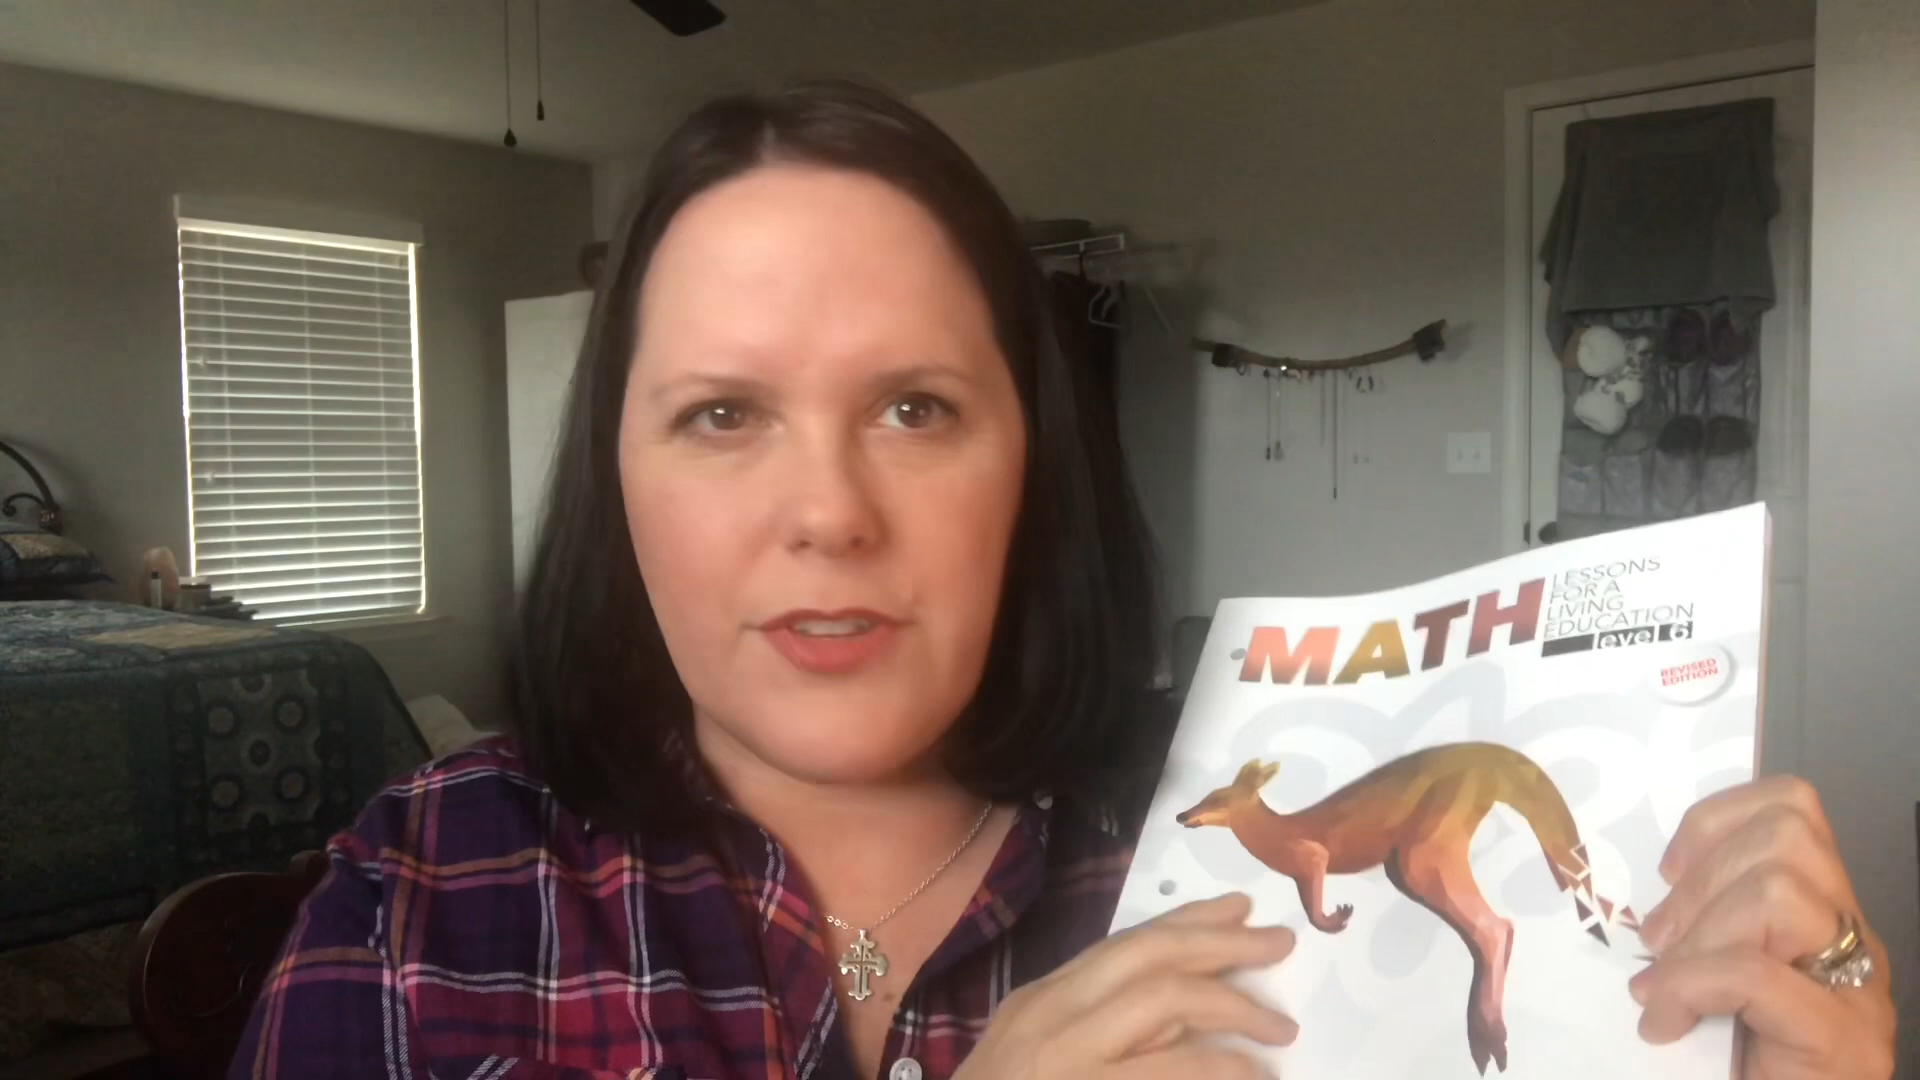 MATH
LESSONS
FOR A
LIVING
EDUCATION
level 6
REVISED
EDITION